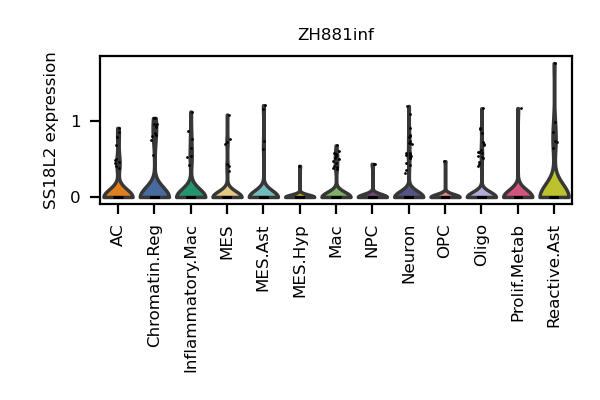 ZH881inf
SS18L2 expression
1
0
AC
Chromatin.Reg
Inflammatory.Mac
MES
MES.Ast
MES.Hyp
Mac
NPC
Neuron
OPC
Oligo
Prolif.Metab
Reactive.Ast